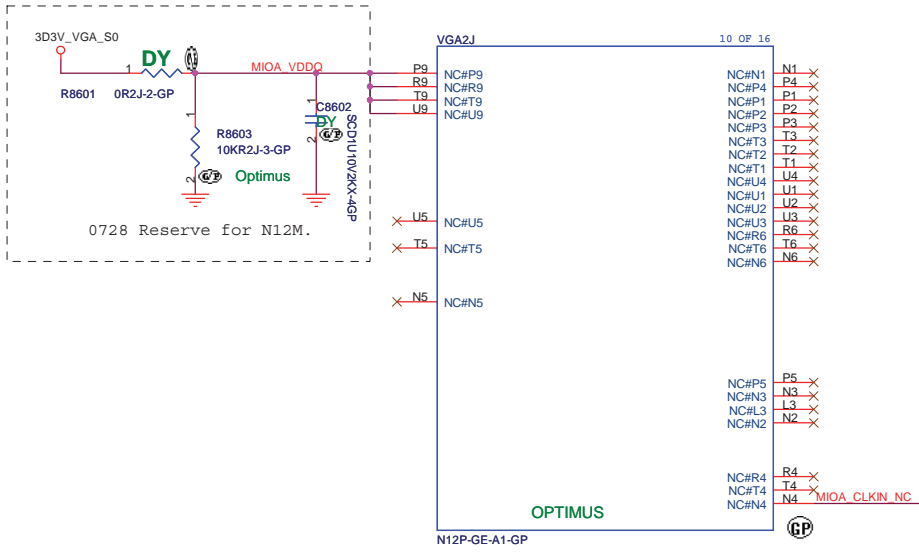 3D3V_VGA_S0
DY
1
R8601
0R2J-2-GP
MIOA_VDDQ
1
R8603
10KR2J-3-GP
2
G/P
Optimus
1
C8602
DY
2
G/P
SCD1U10V2KX-4GP
0728 Reserve for N12M.
VGA2J
10 OF 16
P9 NC#P9
R9 NC#R9
T9 NC#T9
U9 NC#U9
U5 NC#U5
T5 NC#T5
N5 NC#N5
NC#N1 N1
NC#P4 P4
NC#P1 P1
NC#P2 P2
NC#P3 P3
NC#T3 T3
NC#T2 T2
NC#T1 T1
NC#U4 U4
NC#U1 U1
NC#U2 U2
NC#U3 U3
NC#R6 R6
NC#T6 T6
NC#N6 N6
NC#P5 P5
NC#N3 N3
NC#L3 L3
NC#N2 N2
NC#R4 R4
NC#T4 T4
NC#N4 N4 MIOA_CLKIN_NC
OPTIMUS
GP
N12P-GE-A1-GP